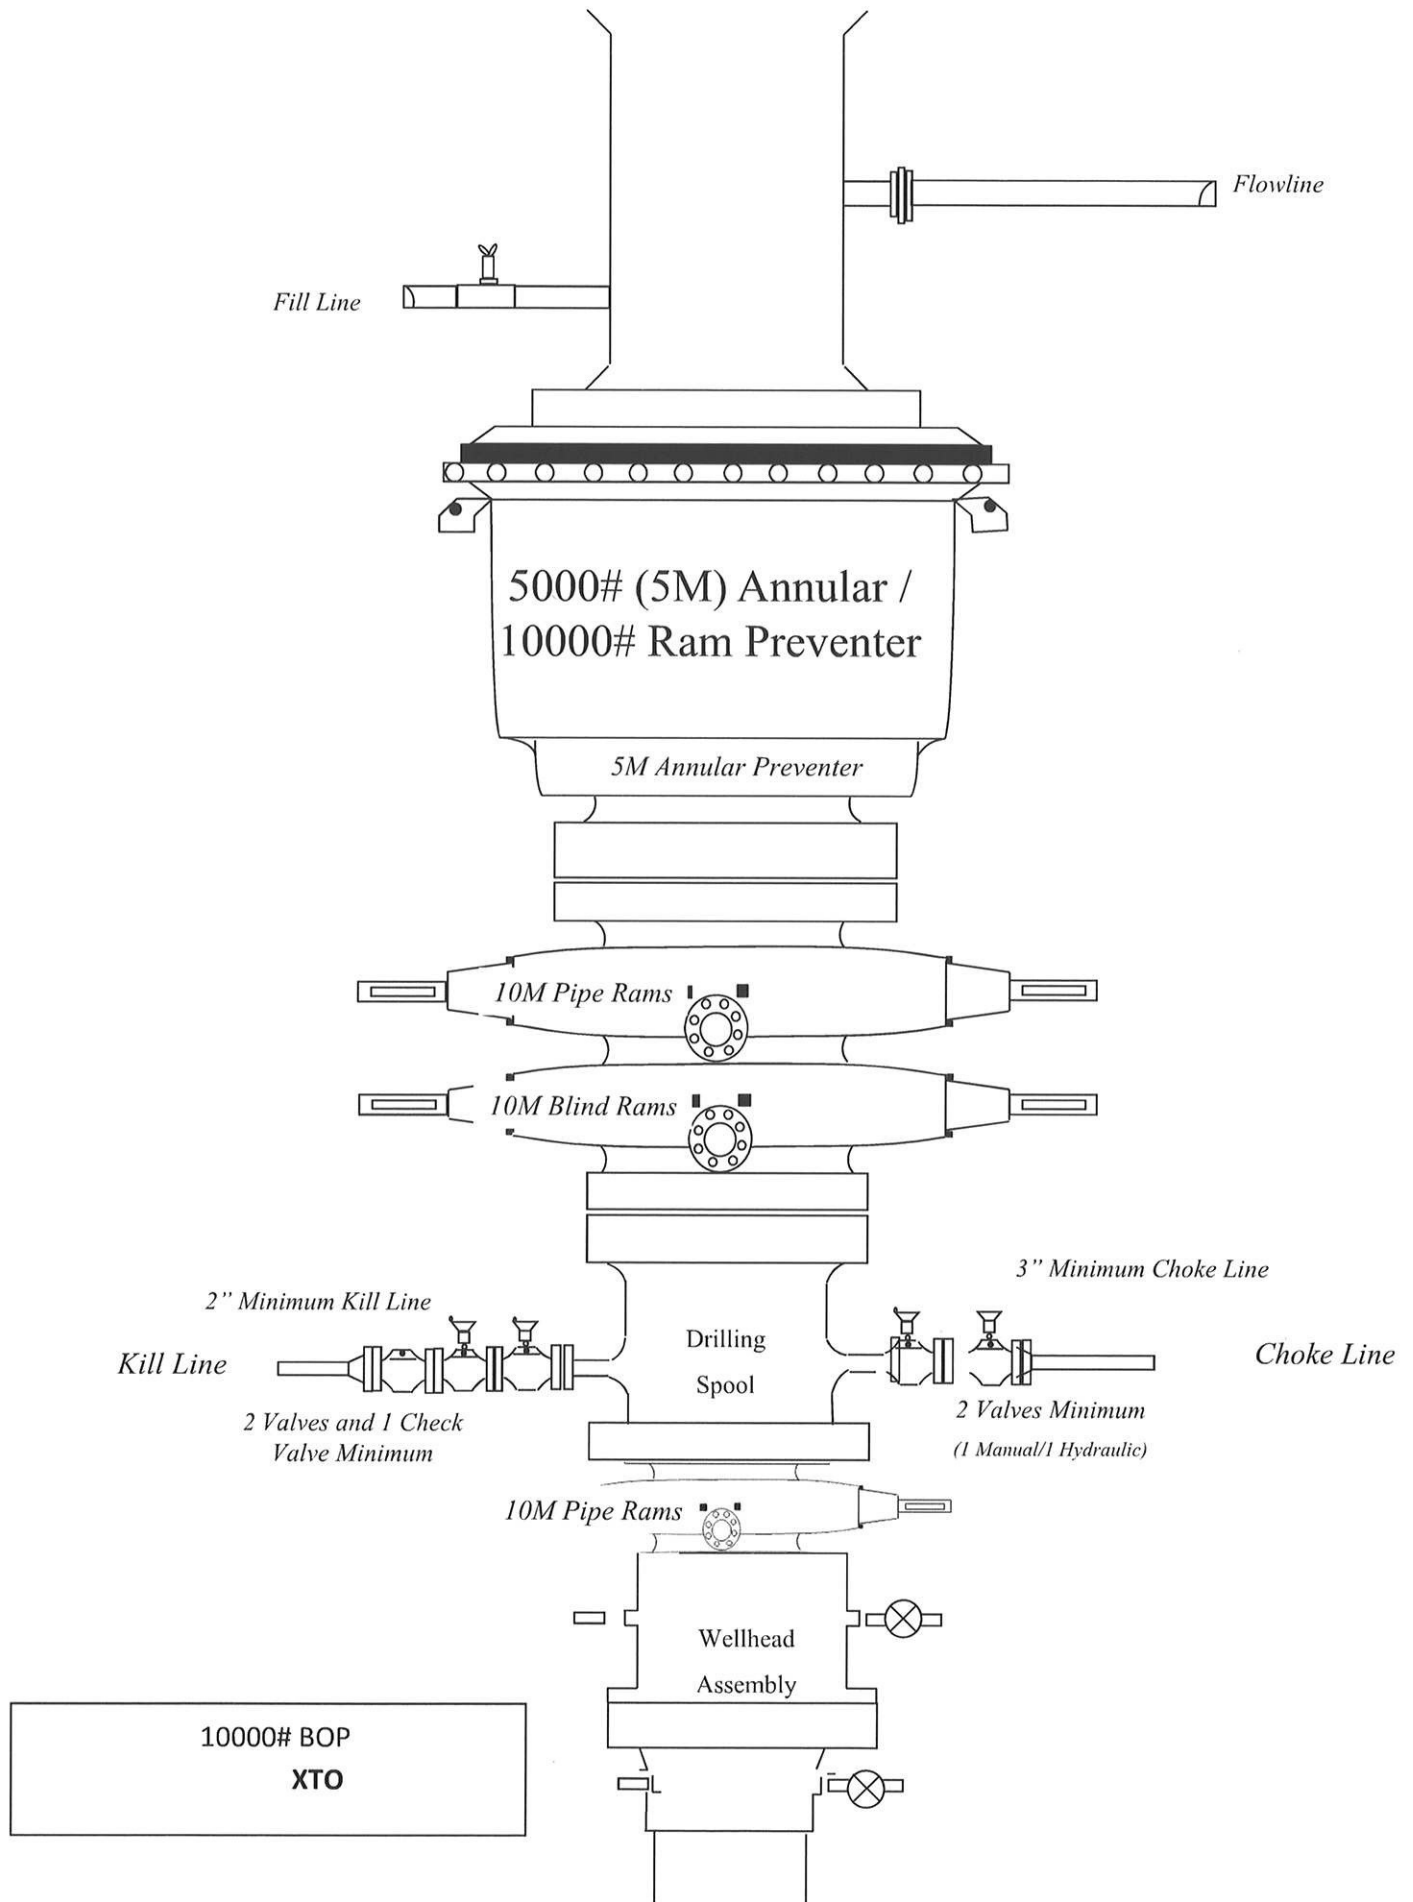 Flowline
Fill Line
5000# (5M) Annular /
10000# Ram Preventer
5M Annular Preventer
10M Pipe Rams
10M Blind Rams
3” Minimum Choke Line
2” Minimum Kill Line
Drilling
Spool
Kill Line
Choke Line
2 Valves and 1 Check
Valve Minimum
2 Valves Minimum
(1 Manual/1 Hydraulic)
10M Pipe Rams
Wellhead
Assembly
10000# BOP
XTO